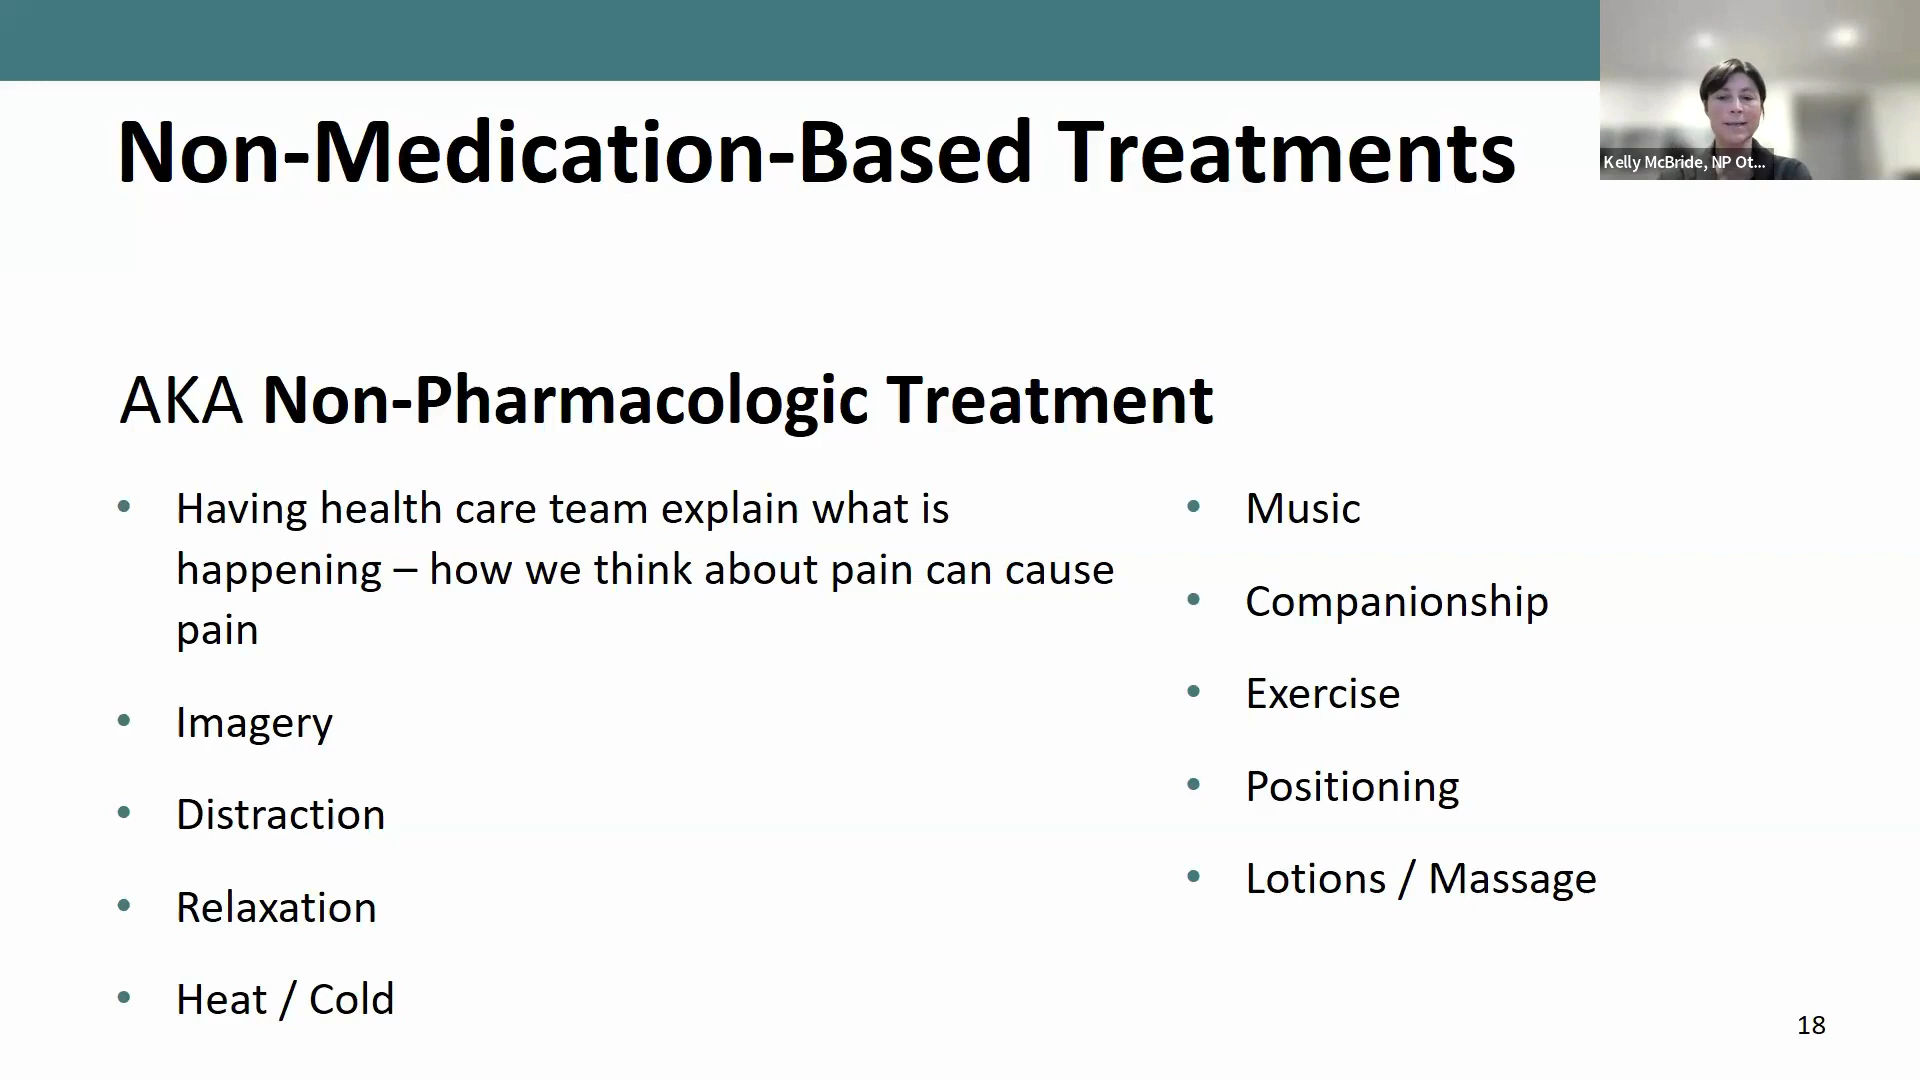 Non-Medication-Based Treatments
Kelly McBride, NP Ot...
AKA Non-Pharmacologic Treatment
• Having health care team explain what is
happening – how we think about pain can cause
pain
• Imagery
• Distraction
• Relaxation
• Heat / Cold
• Music
• Companionship
• Exercise
• Positioning
• Lotions / Massage
18